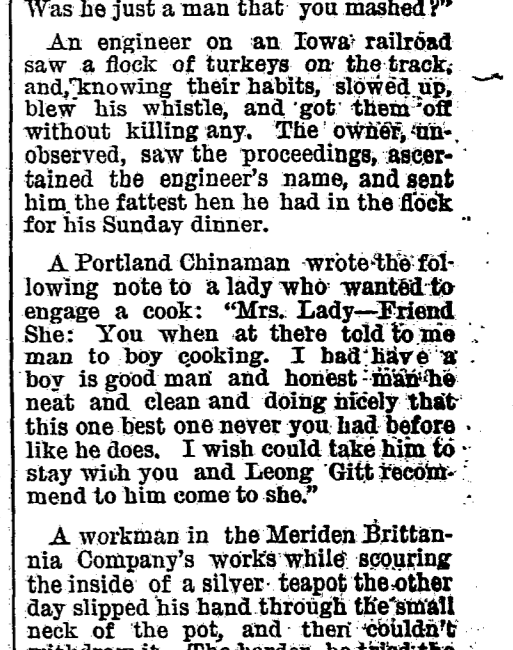 Was he just a man that you mashed?"
An engineer on an Iowa railroad
saw a flock of turkeys on the track,
and, knowing their habits, slowed up,
blew his whistle, and got them off
without killing any. The owner, un-
observed, saw the proceedings, ascer-
tained the engineer's name, and sent
him the fattest hen he had in the flock
for his Sunday dinner.
A Portland Chinaman wrote the fol-
lowing note to a lady who wanted to
engage a cook: "Mrs. Lady—Friend
She: You when at there told to me
man to boy cooking. I had have a
boy is good man and honest man he
neat and clean and doing nicely that
this one best one never you had before
like he does. I wish could take him to
stay with you and Leong Gitt recom-
mend to him come to she."
A workman in the Meriden Brittan-
nia Company's works while scouring
the inside of a silver teapot the other
day slipped his hand through the small
neck of the pot, and then couldn't
withdraw it. The harder he tried the